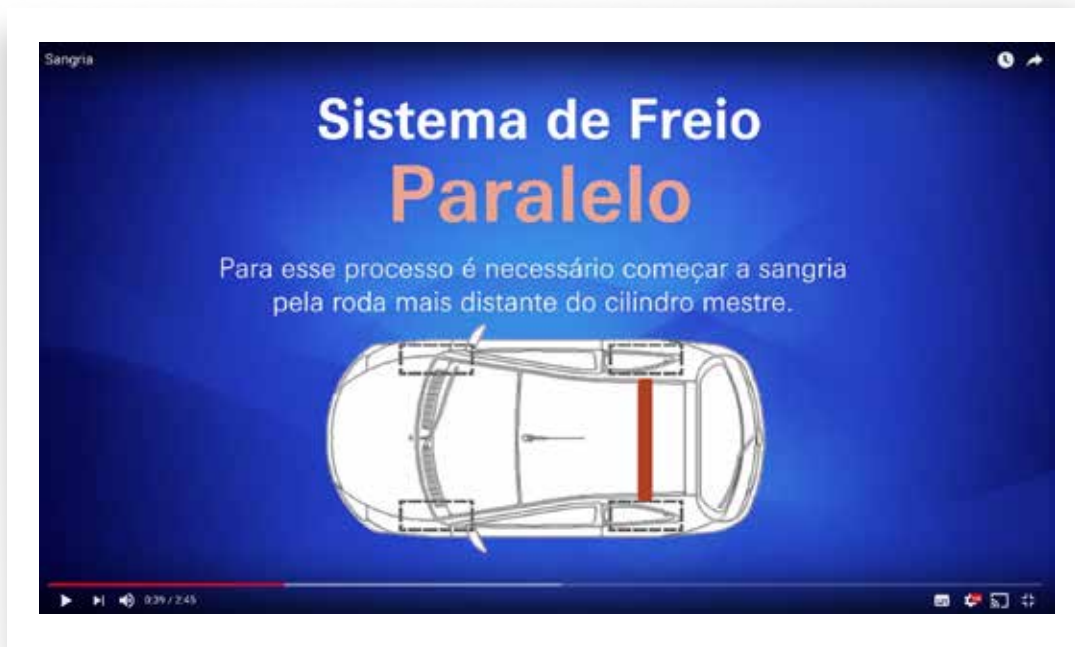 Sangria
Sistema de Freio
Paralelo
Para esse processo é necessário começar a sangria
pela roda mais distante do cilindro mestre.
0:39 / 2:45